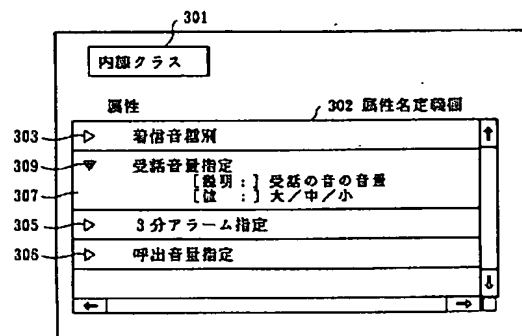 301
内部クラス
属性
302 属性名定義欄
303
着信音種別
309
受話音量指定
307
[説明:] 受話の音の音量
[値 :] 大/中/小
305
3分アラーム指定
306
呼出音量指定